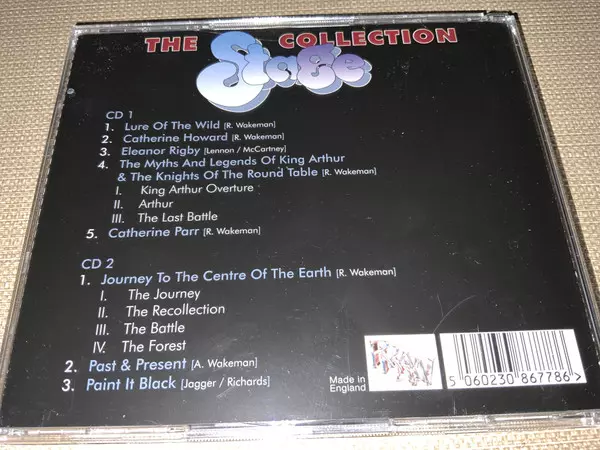 THE Stage COLLECTION
CD 1
1. Lure Of The Wild [R. Wakeman]
2. Catherine Howard [R. Wakeman]
3. Eleanor Rigby [Lennon / McCartney]
4. The Myths And Legends Of King Arthur
& The Knights Of The Round Table [R. Wakeman]
I. King Arthur Overture
II. Arthur
III. The Last Battle
5. Catherine Parr [R. Wakeman]
CD 2
1. Journey To The Centre Of The Earth [R. Wakeman]
I. The Journey
II. The Recollection
III. The Battle
IV. The Forest
2. Past & Present [A. Wakeman]
3. Paint It Black [Jagger / Richards]
Made in
England
5 060230 867786 >